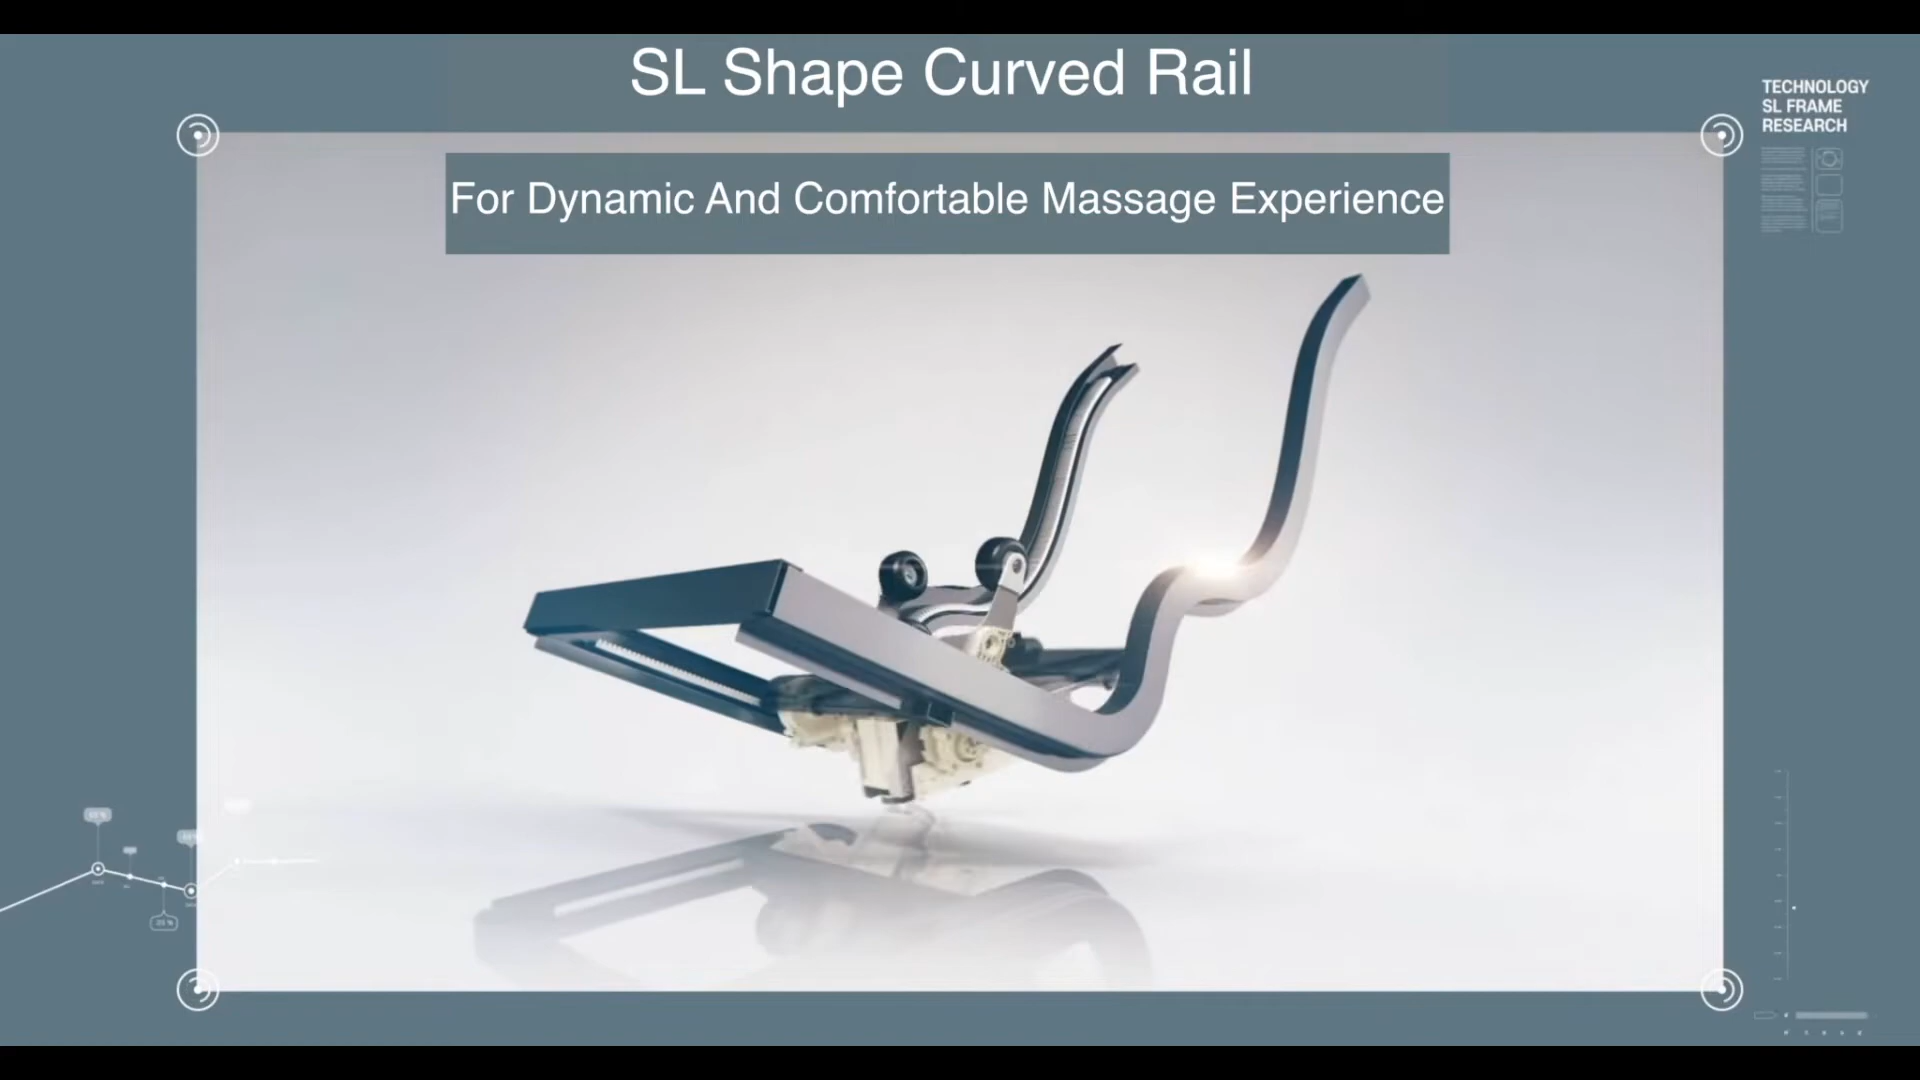 SL Shape Curved Rail
For Dynamic And Comfortable Massage Experience
TECHNOLOGY
SL FRAME
RESEARCH